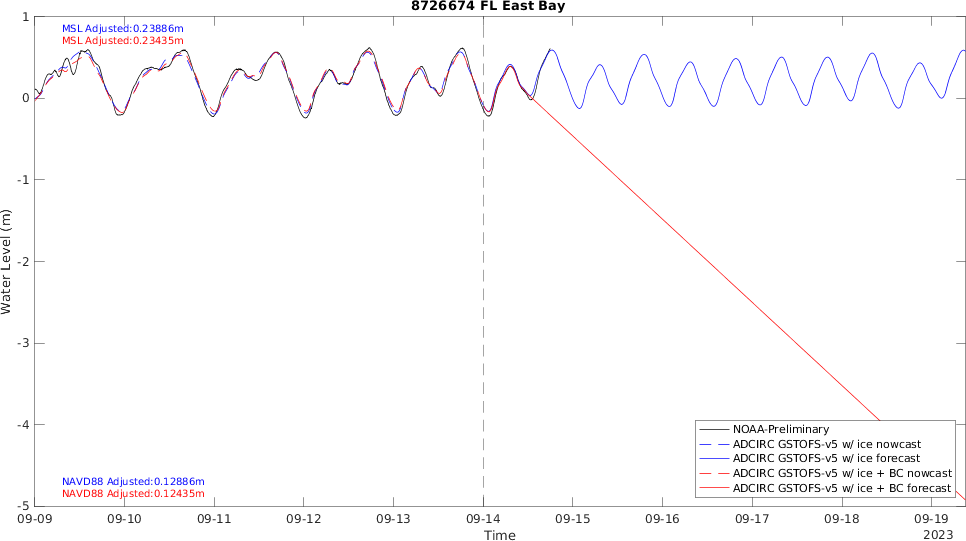 8726674 FL East Bay
MSL Adjusted:0.23886m
MSL Adjusted:0.23435m
1
0
-1
-2
-3
-4
-5
Water Level (m)
NAVD88 Adjusted:0.12886m
NAVD88 Adjusted:0.12435m
NOAA-Preliminary
ADCIRC GSTOFS-v5 w/ ice nowcast
ADCIRC GSTOFS-v5 w/ ice forecast
ADCIRC GSTOFS-v5 w/ ice + BC nowcast
ADCIRC GSTOFS-v5 w/ ice + BC forecast
09-09 09-10 09-11 09-12 09-13 09-14 09-15 09-16 09-17 09-18 09-19
Time
2023